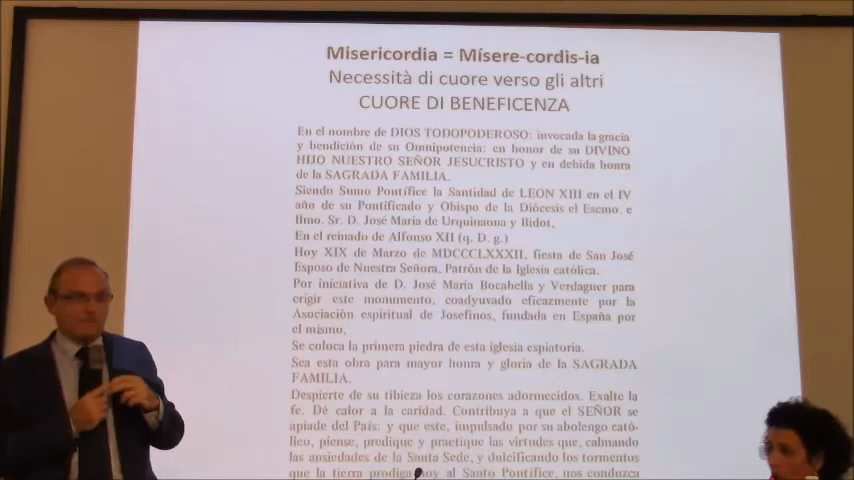 Misericordia = Mísere-cordis-ia
Necessità di cuore verso gli altri
CUORE DI BENEFICENZA
En el nombre de DIOS TODOPODEROSO: invocada la gracia
y bendición de su Omnipotencia: en honor de su DIVINO
HIJO NUESTRO SEÑOR JESUCRISTO y en debida honra
de la SAGRADA FAMILIA.
Siendo Sumo Pontífice la Santidad de LEON XIII en el IV
año de su Pontificado y Obispo de la Diócesis el Escmo. e
Ilmo. Sr. D. José Maria de Urquinaona y Bidot.
En el reinado de Alfonso XII (q. D. g.)
Hoy XIX de Marzo de MDCCCLXXXII, fiesta de San José
Esposo de Nuestra Señora, Patrón de la Iglesia católica.
Por iniciativa de D. José Maria Bocabella y Verdaguer para
erigir este monumento, coadyuvado eficazmente por la
Asociación espiritual de Josefinos, fundada en España por
el mismo.
Se coloca la primera piedra de esta iglesia espiatoria.
Sea esta obra para mayor honra y gloria de la SAGRADA
FAMILIA.
Despierte de su tibieza los corazones adormecidos. Exalte la
fe. Dé calor a la caridad. Contribuya a que el SEÑOR se
apiade del País, y que este, impulsado por su abolengo cató-
lico, piense, predique y practique las virtudes que, calmando
las ansiedades de la Santa Sede, y dulcificando los tormentos
que la tierra prodiga hoy al Santo Pontífice, nos conduzca